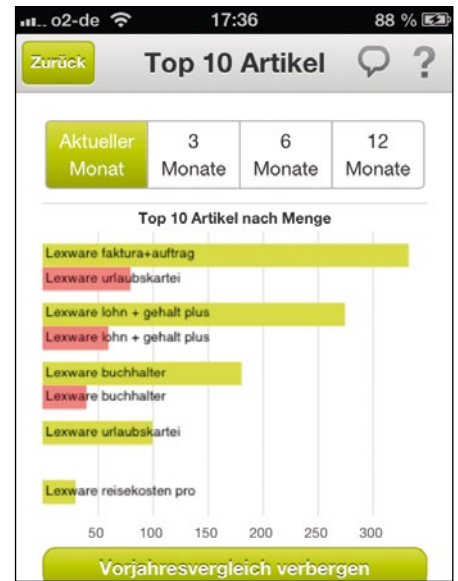 o2-de 17:36 88 %
Zurück Top 10 Artikel ?
Aktueller Monat
3 Monate
6 Monate
12 Monate
Top 10 Artikel nach Menge
Lexware faktura+auftrag
Lexware urlaubskartei
Lexware lohn + gehalt plus
Lexware lohn + gehalt plus
Lexware buchhalter
Lexware buchhalter
Lexware urlaubskartei
Lexware reisekosten pro
50 100 150 200 250 300
Vorjahresvergleich verbergen